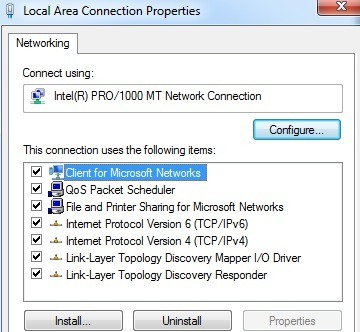 Local Area Connection Properties
Networking
Connect using:
Intel(R) PRO/1000 MT Network Connection
Configure...
This connection uses the following items:
Client for Microsoft Networks
QoS Packet Scheduler
File and Printer Sharing for Microsoft Networks
Internet Protocol Version 6 (TCP/IPv6)
Internet Protocol Version 4 (TCP/IPv4)
Link-Layer Topology Discovery Mapper I/O Driver
Link-Layer Topology Discovery Responder
Install... Uninstall Properties